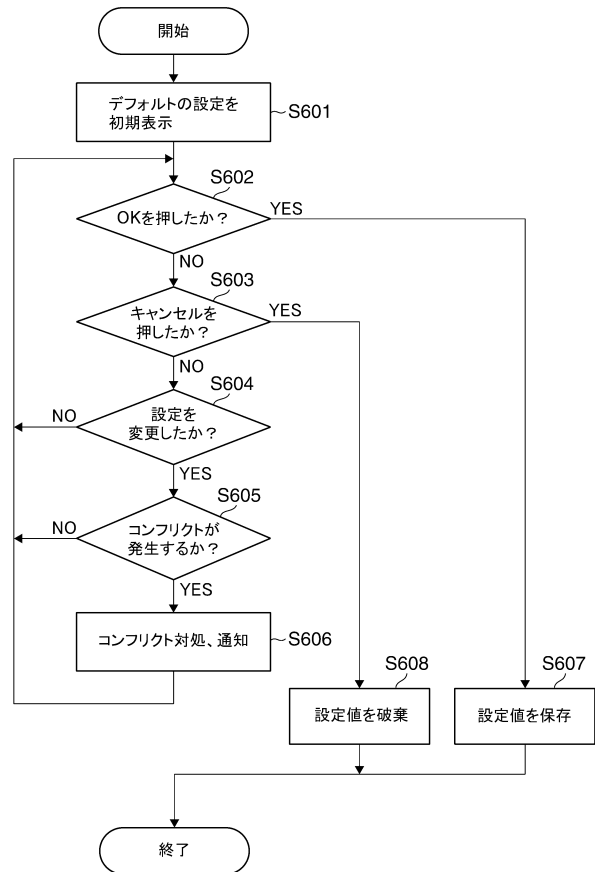 開始
デフォルトの設定を
初期表示
S601
S602
OKを押したか？
YES
NO
S603
キャンセルを
押したか？
YES
NO
S604
設定を
変更したか？
NO
YES
S605
コンフリクトが
発生するか？
NO
YES
コンフリクト対処、通知
S606
S608
設定値を破棄
S607
設定値を保存
終了